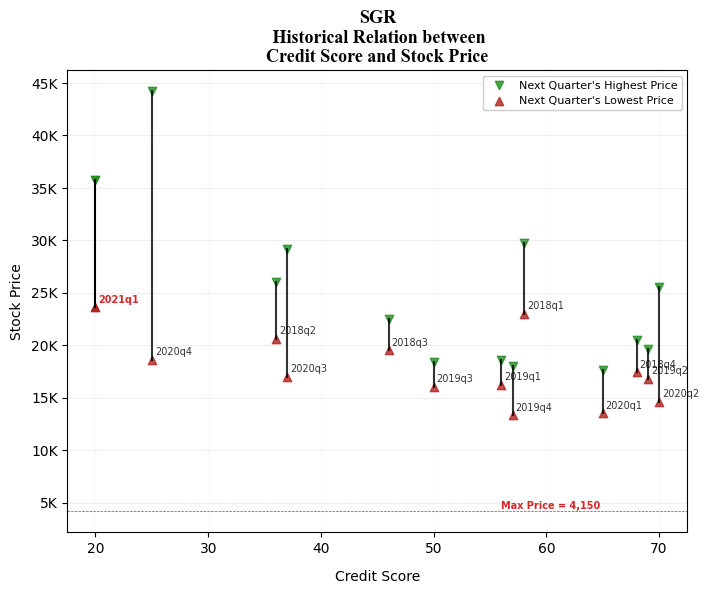 SGR
Historical Relation between
Credit Score and Stock Price
Next Quarter's Highest Price
Next Quarter's Lowest Price
45K
40K
35K
30K
25K
20K
15K
10K
5K
Stock Price
2021q1
2020q4
2018q2
2020q3
2018q3
2019q3
2019q1
2019q4
2018q1
2020q1
2018q4
2019q2
2020q2
Max Price = 4,150
20 30 40 50 60 70
Credit Score